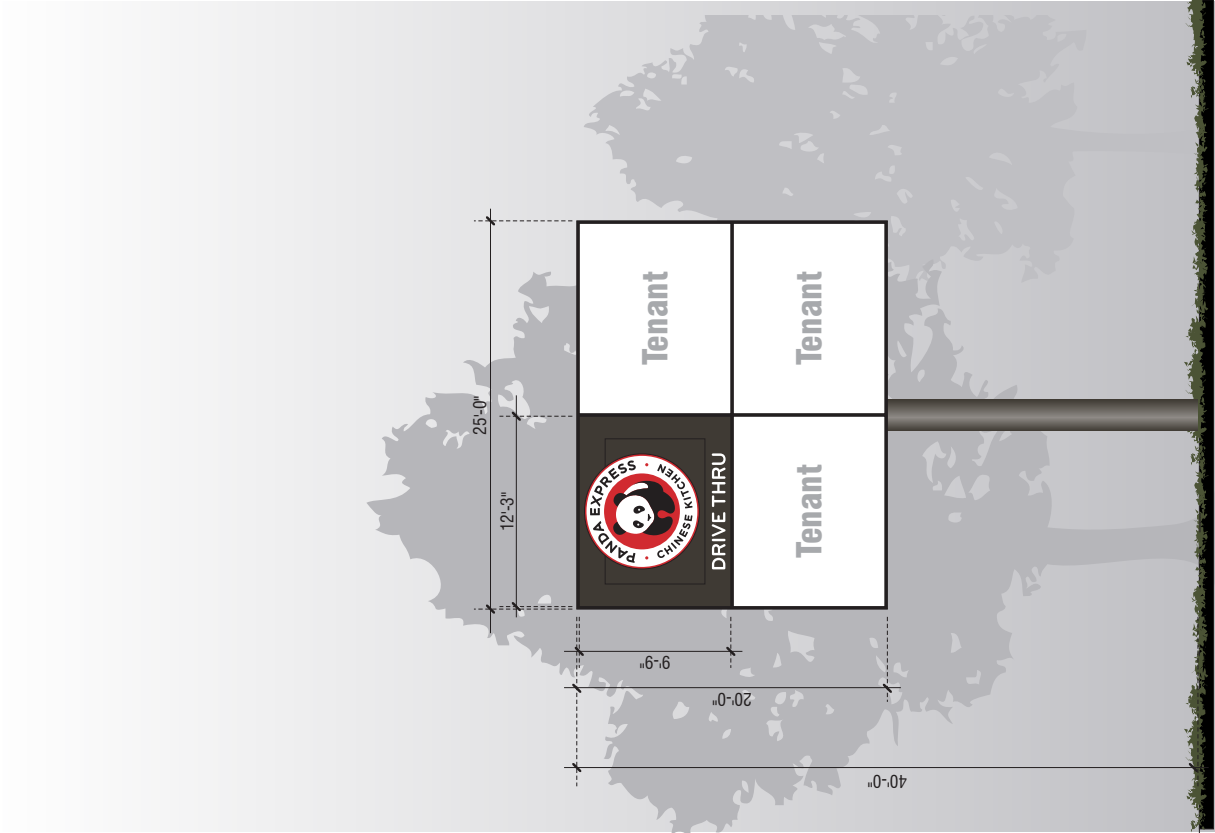 25'-0"
12'-3"
PANDA EXPRESS
CHINESE KITCHEN
DRIVE THRU
Tenant
Tenant
Tenant
9'-9"
20'-0"
40'-0"